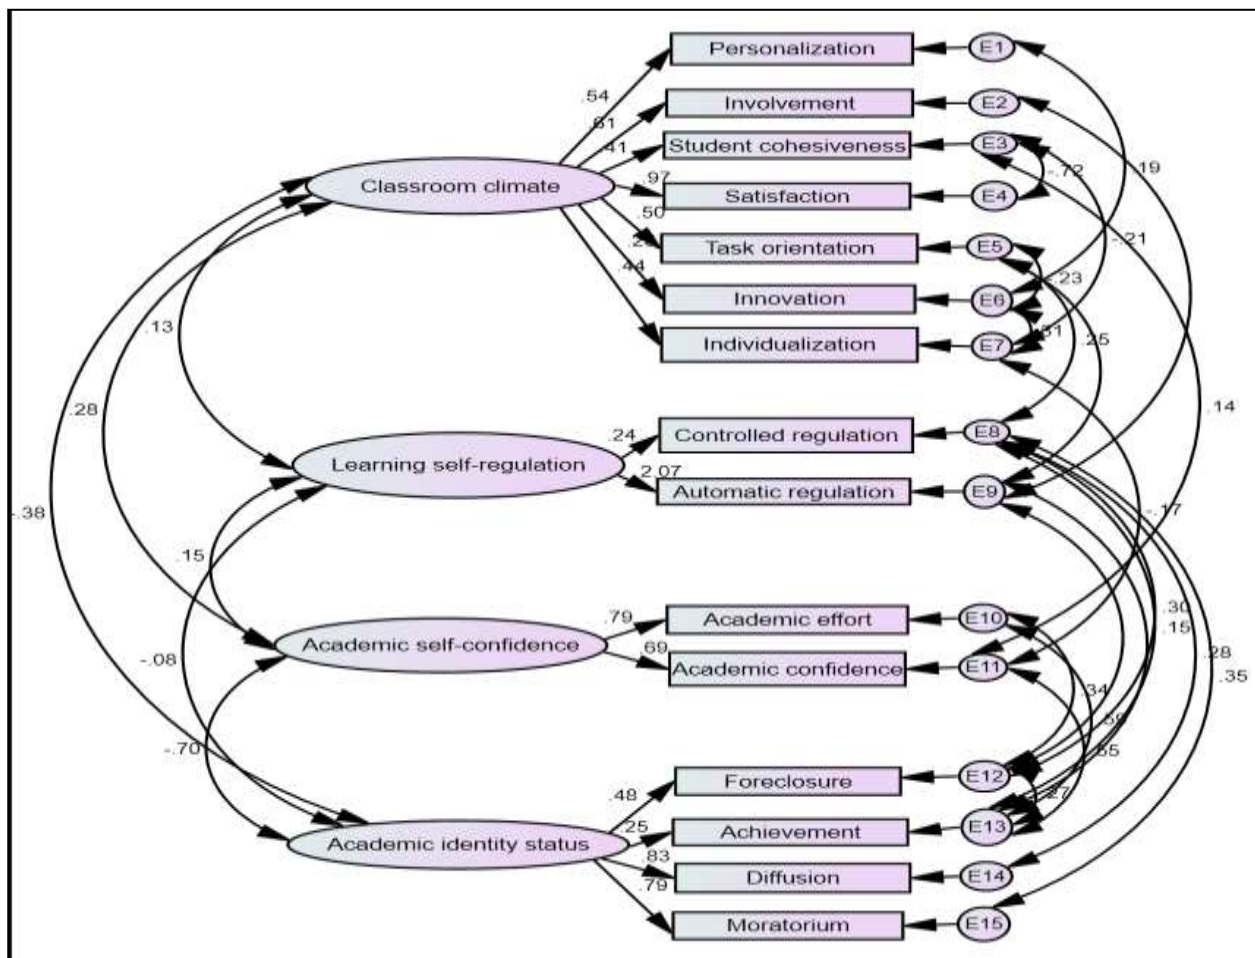 Personalization E1
.54
Involvement E2
.61
Student cohesiveness E3
.41
-.72
.19
Classroom climate
.97
Satisfaction E4
.50
Task orientation E5
-.21
.44
-.23
Innovation E6
.13
.25
Individualization E7
.28
.14
Controlled regulation E8
.24
Learning self-regulation
2.07
Automatic regulation E9
-.38
-.17
.15
.30
.79
Academic effort E10
.15
Academic self-confidence
.69
Academic confidence E11
-.08
.28
.35
.34
-.70
Foreclosure E12
.48
.25
Achievement E13
Academic identity status
.83
Diffusion E14
.79
Moratorium E15